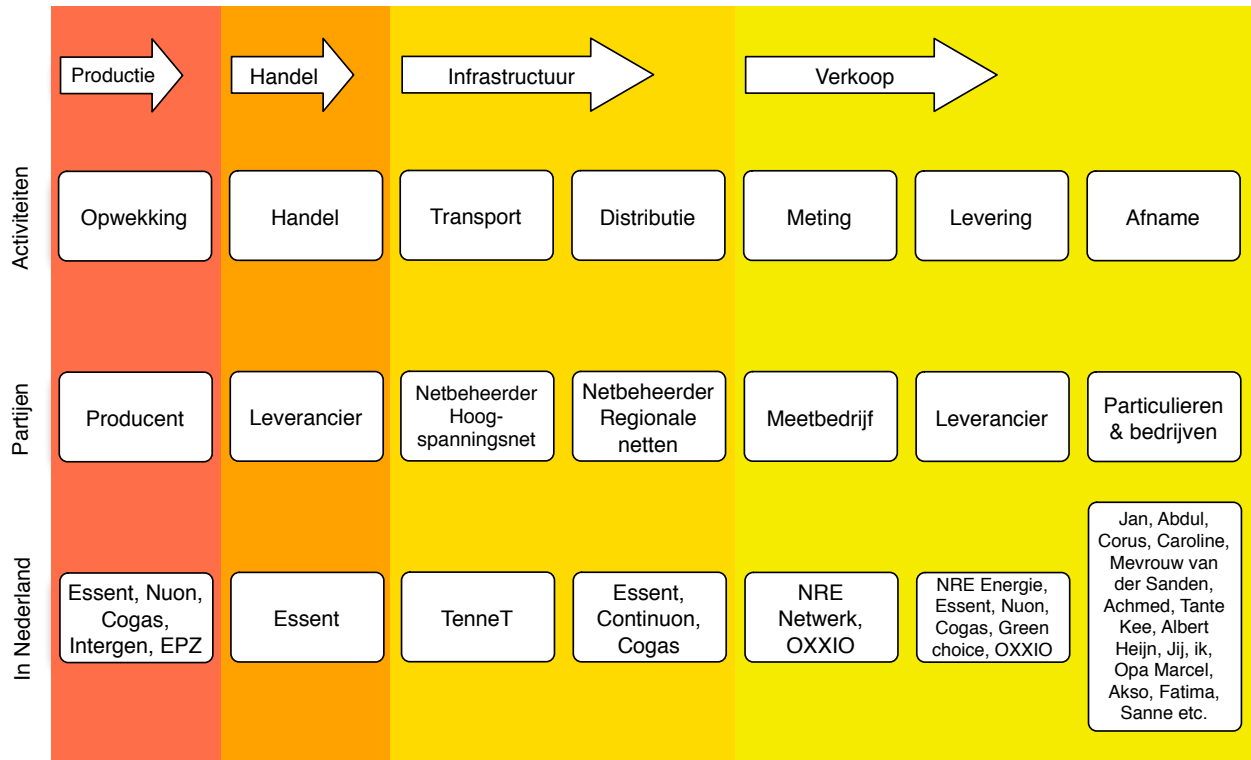 Productie
Handel
Infrastructuur
Verkoop
Activiteiten
Opwekking
Handel
Transport
Distributie
Meting
Levering
Afname
Partijen
Producent
Leverancier
Netbeheerder
Hoog-
spanningsnet
Netbeheerder
Regionale
netten
Meetbedrijf
Leverancier
Particulieren
& bedrijven
In Nederland
Essent, Nuon,
Cogas,
Intergen, EPZ
Essent
TenneT
Essent,
Continuon,
Cogas
NRE
Netwerk,
OXXIO
NRE Energie,
Essent, Nuon,
Cogas, Green
choice, OXXIO
Jan, Abdul,
Corus, Caroline,
Mevrouw van
der Sanden,
Achmed, Tante
Kee, Albert
Heijn, Jij, ik,
Opa Marcel,
Akso, Fatima,
Sanne etc.